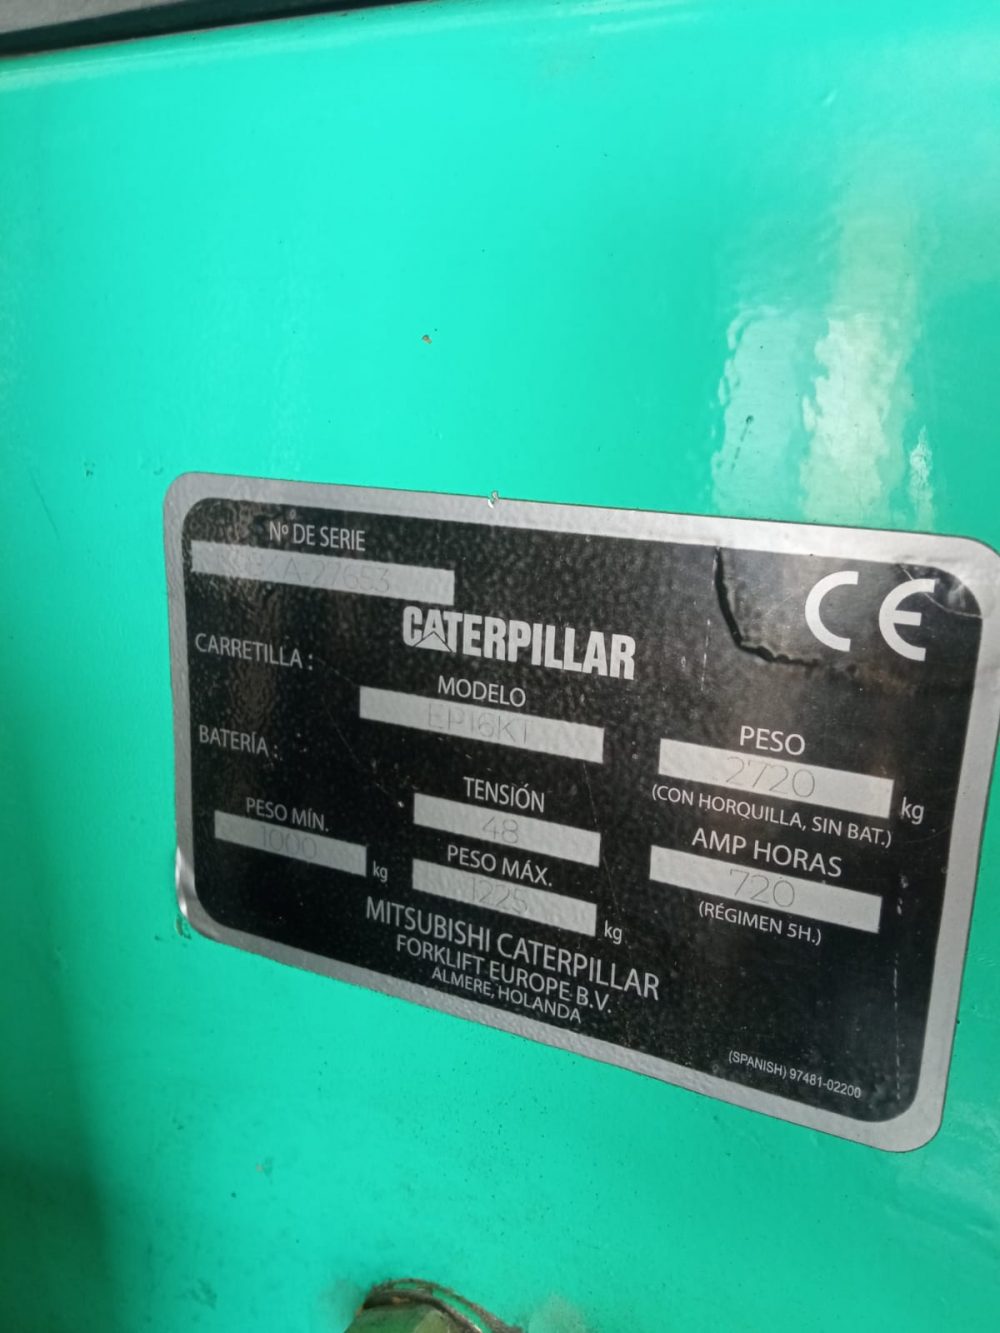 Nº DE SERIE
CARRETILLA :
CATERPILLAR
CE
MODELO
EP16KT
PESO
2720
kg
(CON HORQUILLA, SIN BAT.)
BATERÍA :
TENSIÓN
48
AMP HORAS
720
(RÉGIMEN 5H.)
PESO MÍN.
1000
kg
PESO MÁX.
1225
kg
MITSUBISHI CATERPILLAR
FORKLIFT EUROPE B.V.
ALMERE, HOLANDA
(SPANISH) 97481-02200